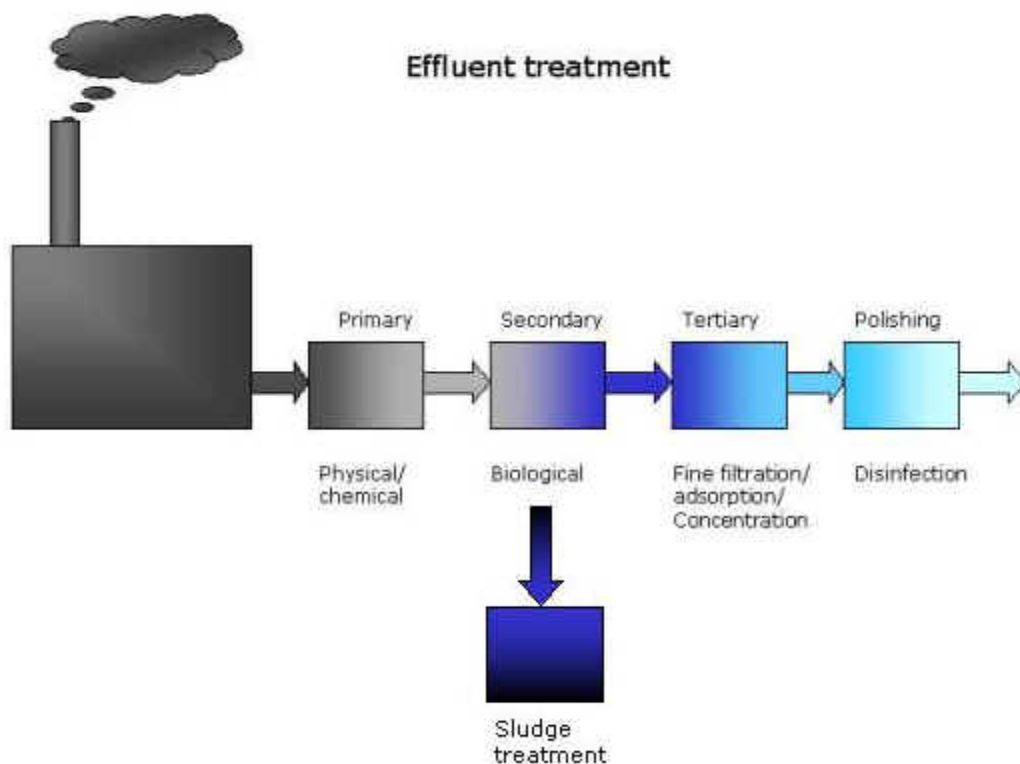 Effluent treatment
Primary
Secondary
Tertiary
Polishing
Physical/
chemical
Biological
Fine filtration/
adsorption/
Concentration
Disinfection
Sludge
treatment